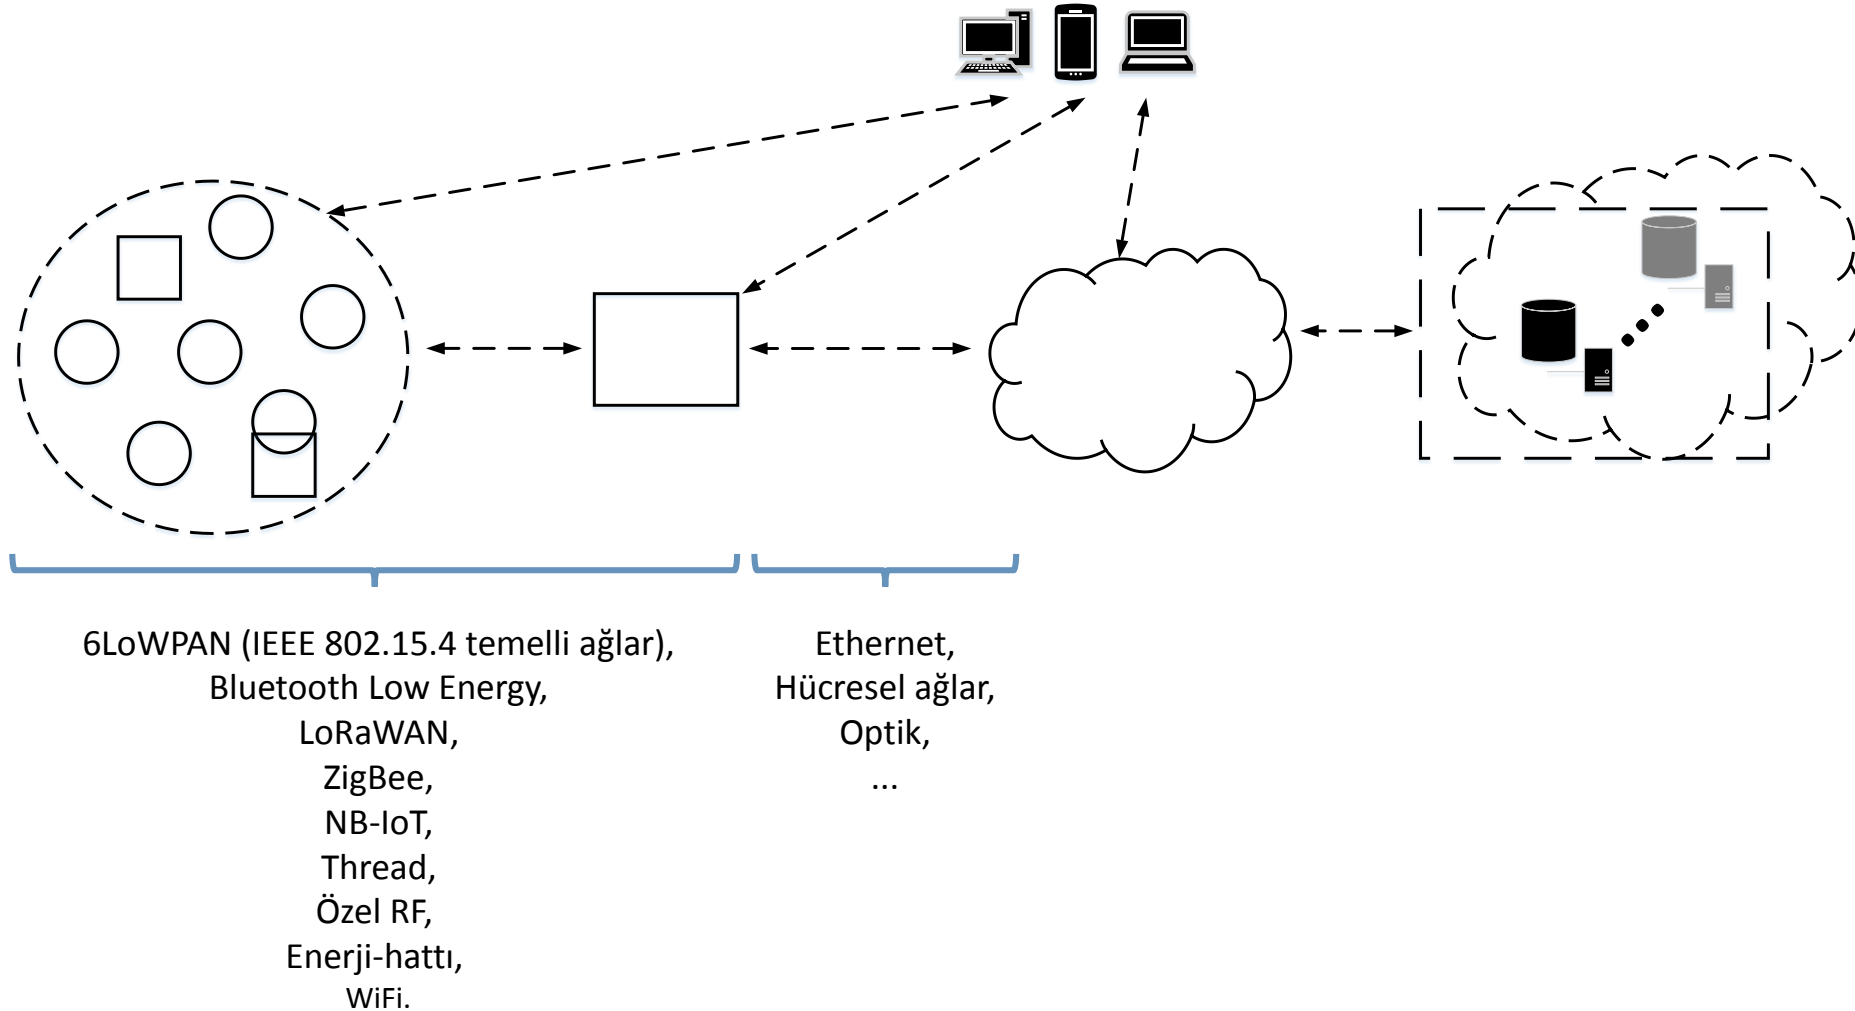 6LoWPAN (IEEE 802.15.4 temelli ağlar),
Bluetooth Low Energy,
LoRaWAN,
ZigBee,
NB-IoT,
Thread,
Özel RF,
Enerji-hattı,
WiFi.
Ethernet,
Hücresel ağlar,
Optik,
...